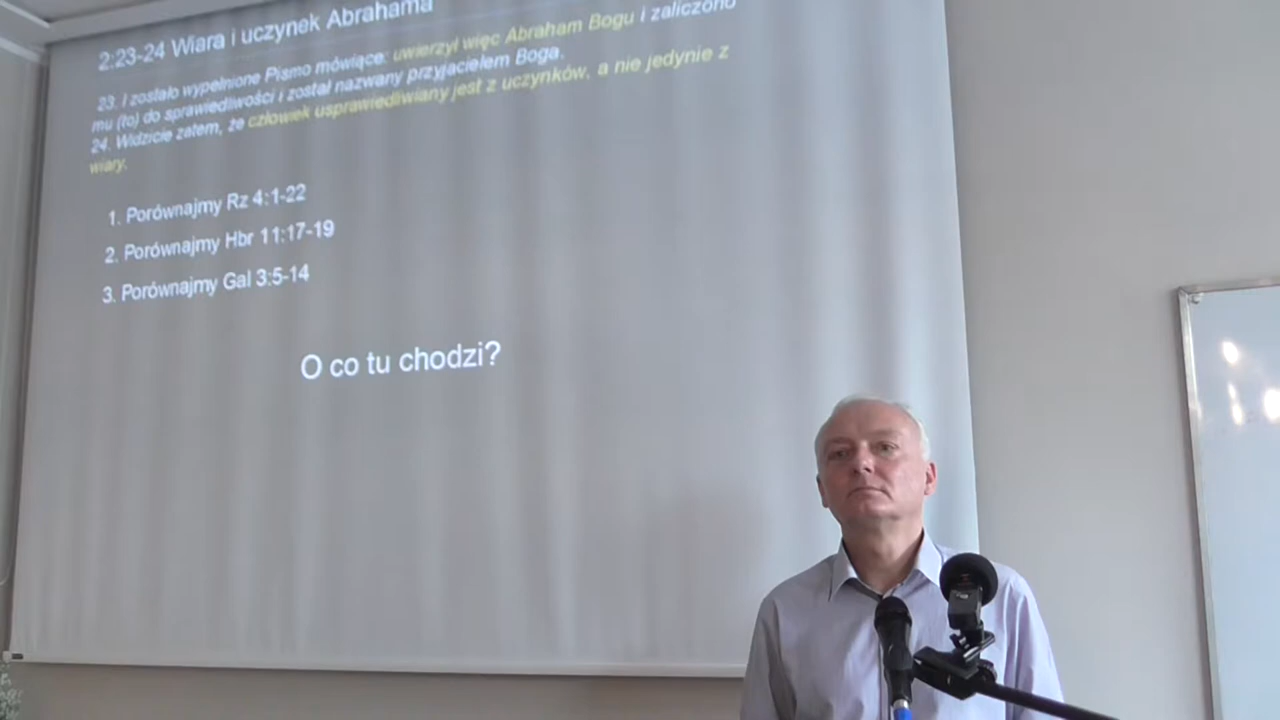 2:23-24 Wiara i uczynek Abrahama
23. I zostało wypełnione Pismo mówiące: uwierzył więc Abraham Bogu i zaliczono
mu (to) do sprawiedliwości i został nazwany przyjacielem Boga.
24. Widzicie zatem, że człowiek usprawiedliwiany jest z uczynków, a nie jedynie z
wiary.
1. Porównajmy Rz 4:1-22
2. Porównajmy Hbr 11:17-19
3. Porównajmy Gal 3:5-14
O co tu chodzi?